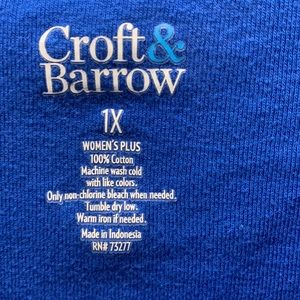 Croft&
Barrow
1X
WOMEN'S PLUS
100% Cotton
Machine wash cold
with like colors.
Only non-chlorine bleach when needed.
Tumble dry low.
Warm iron if needed.
Made in Indonesia
RN# 73277